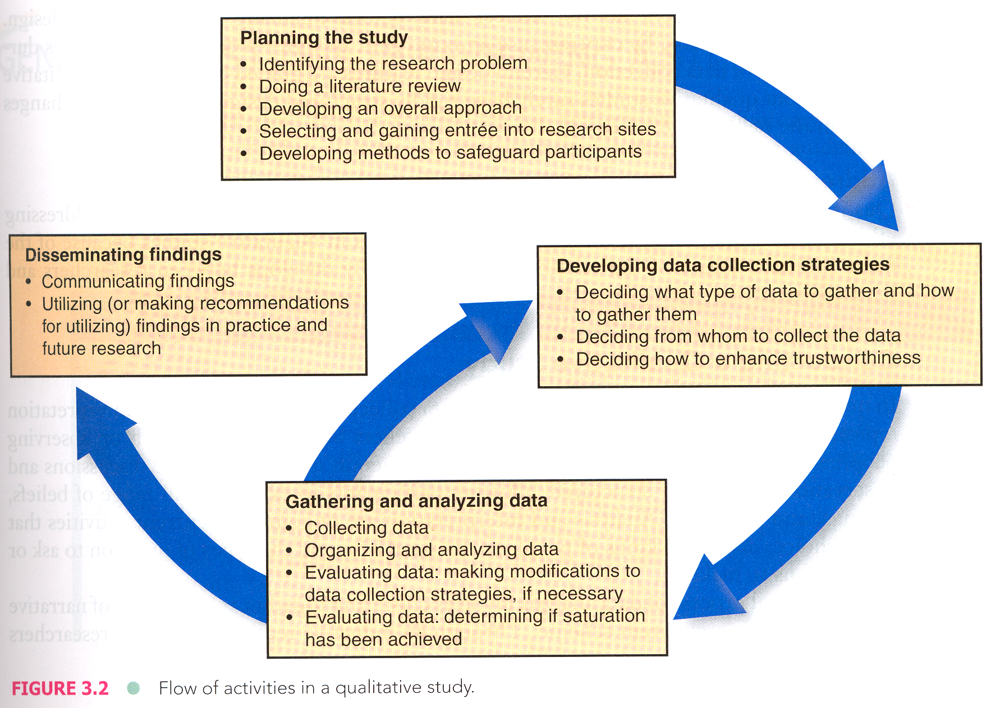 Planning the study
• Identifying the research problem
• Doing a literature review
• Developing an overall approach
• Selecting and gaining entrée into research sites
• Developing methods to safeguard participants
Disseminating findings
• Communicating findings
• Utilizing (or making recommendations
for utilizing) findings in practice and
future research
Developing data collection strategies
• Deciding what type of data to gather and how
to gather them
• Deciding from whom to collect the data
• Deciding how to enhance trustworthiness
Gathering and analyzing data
• Collecting data
• Organizing and analyzing data
• Evaluating data: making modifications to
data collection strategies, if necessary
• Evaluating data: determining if saturation
has been achieved
FIGURE 3.2 ● Flow of activities in a qualitative study.